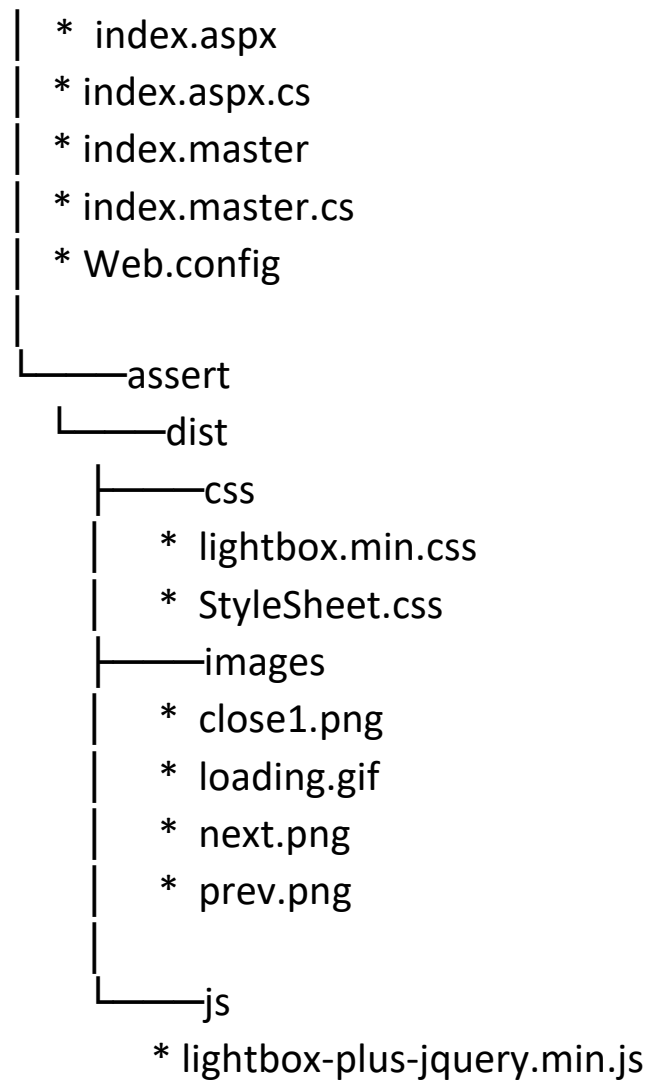 * index.aspx
* index.aspx.cs
* index.master
* index.master.cs
* Web.config
assert
dist
css
* lightbox.min.css
* StyleSheet.css
images
* close1.png
* loading.gif
* next.png
* prev.png
js
* lightbox-plus-jquery.min.js